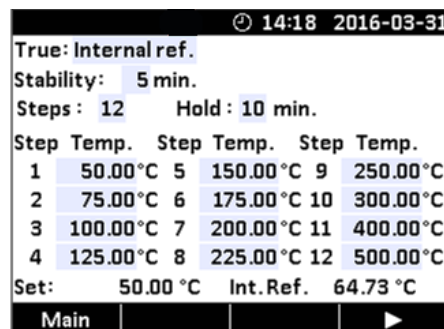 14:18 2016-03-31
True: Internal ref.
Stability: 5 min.
Steps: 12 Hold: 10 min.
Step Temp. Step Temp. Step Temp.
1 50.00°C 5 150.00°C 9 250.00°C
2 75.00°C 6 175.00°C 10 300.00°C
3 100.00°C 7 200.00°C 11 400.00°C
4 125.00°C 8 225.00°C 12 500.00°C
Set: 50.00 °C Int.Ref. 64.73 °C
Main